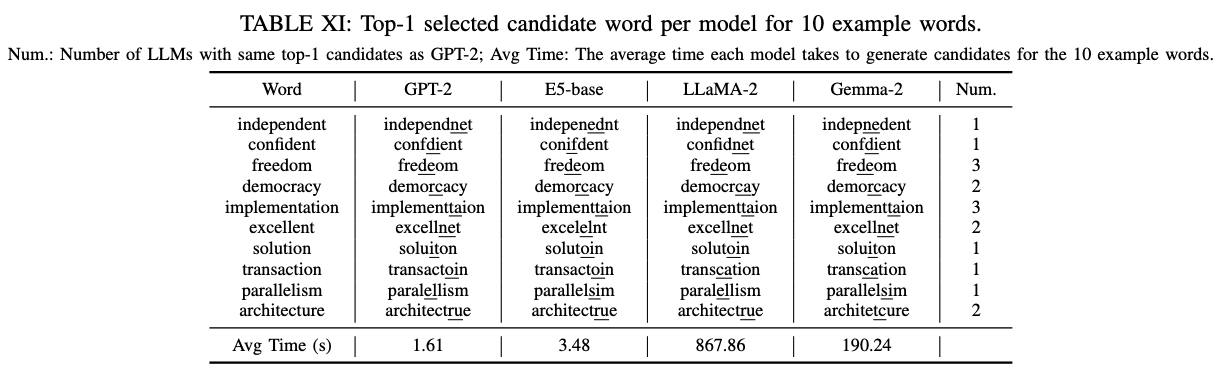 TABLE XI: Top-1 selected candidate word per model for 10 example words.
Num.: Number of LLMs with same top-1 candidates as GPT-2; Avg Time: The average time each model takes to generate candidates for the 10 example words.
Word GPT-2 E5-base LLaMA-2 Gemma-2 Num.
independent independnet indepenednt independnet indepnedent 1
confident confdient conifdent confidnet confdient 1
freedom fredeom fredeom fredeom fredeom 3
democracy demorcacy demorcacy democrcay demorcacy 2
implementation implementtaion implementtaion implementtaion implementtaion 3
excellent excellnet excelelnt excellnet excellnet 2
solution soluiton solutoin solutoin soluiton 1
transaction transactoin transactoin transcation transcation 1
parallelism paralellism parallelsim paralellism parallelsim 1
architecture architectrue architectrue architectrue architetcure 2
Avg Time (s) 1.61 3.48 867.86 190.24